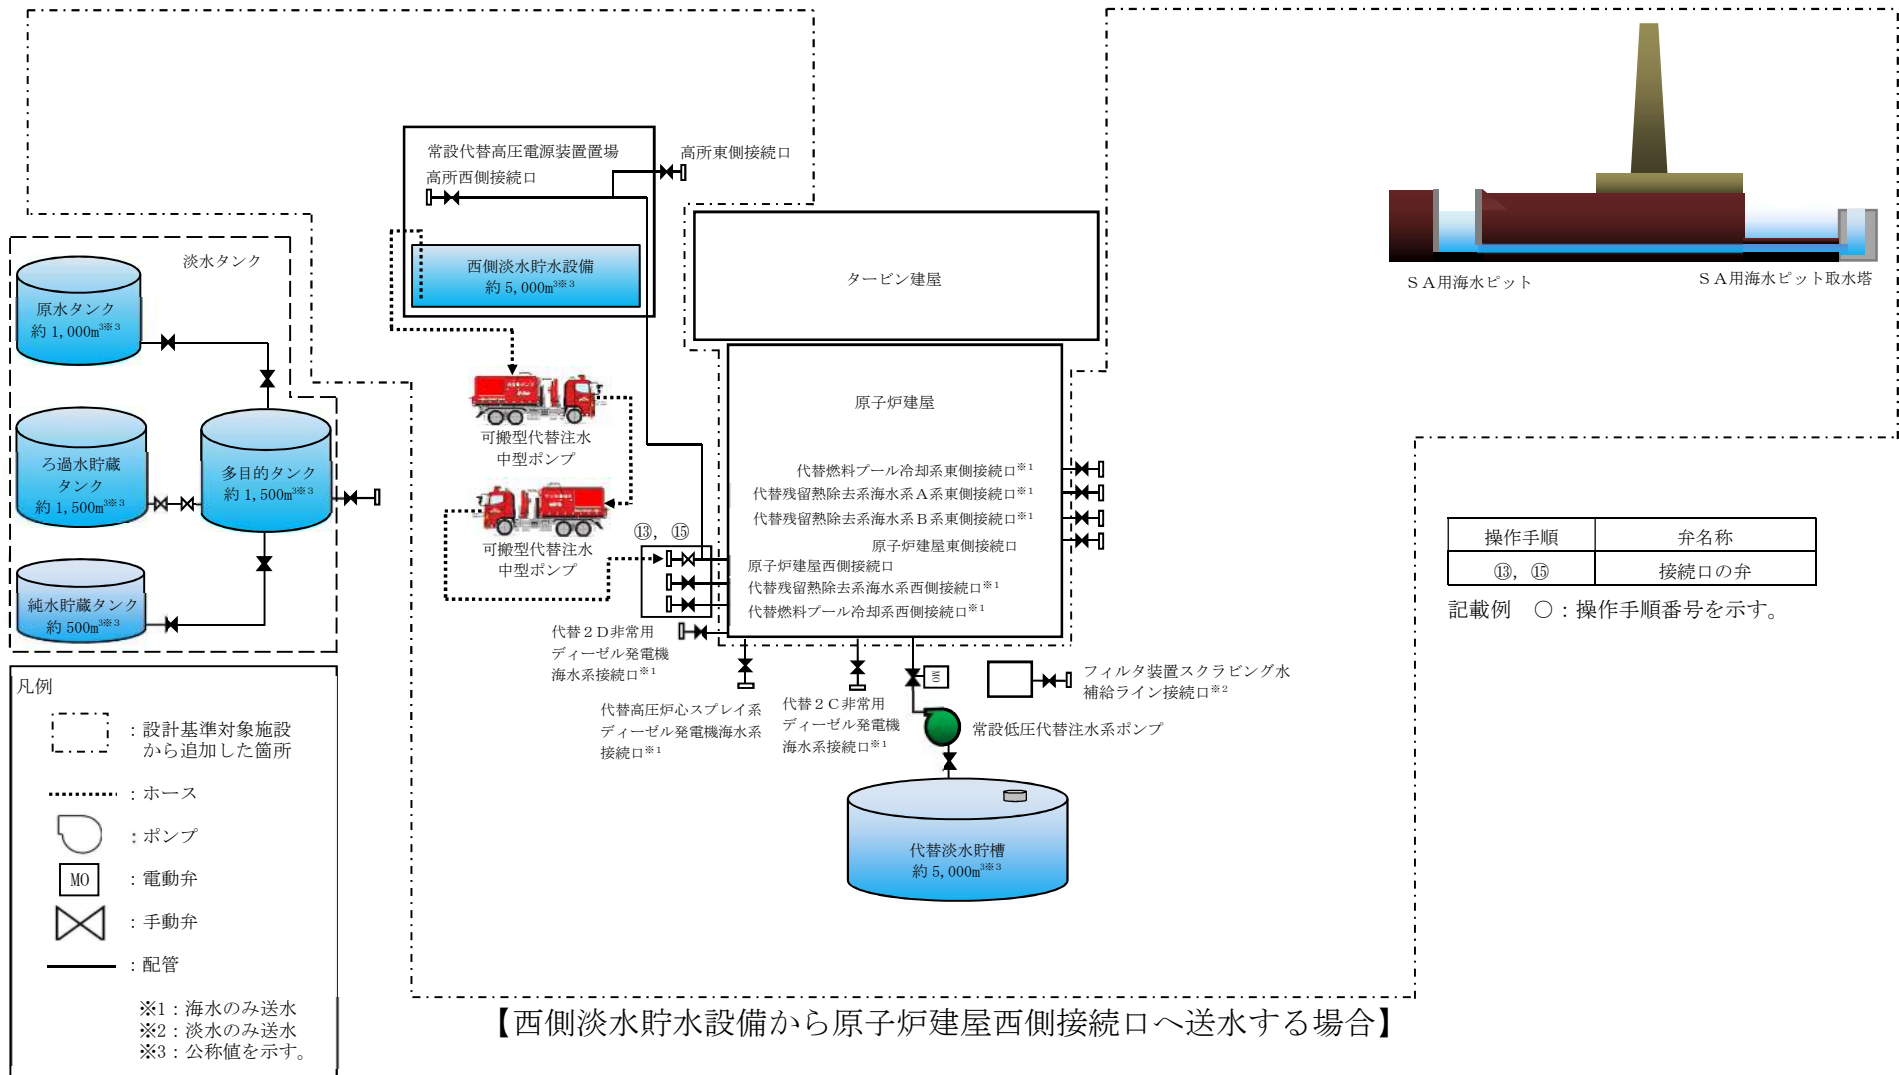 常設代替高圧電源装置置場
高所西側接続口
高所東側接続口
西側淡水貯水設備
約5,000m³※3
淡水タンク
原水タンク
約1,000m³※3
ろ過水貯蔵
タンク
約1,500m³※3
多目的タンク
約1,500m³※3
純水貯蔵タンク
約500m³※3
可搬型代替注水
中型ポンプ
可搬型代替注水
中型ポンプ
タービン建屋
原子炉建屋
代替燃料プール冷却系東側接続口※1
代替残留熱除去系海水系A系東側接続口※1
代替残留熱除去系海水系B系東側接続口※1
原子炉建屋東側接続口
⑬,⑮
原子炉建屋西側接続口
代替残留熱除去系海水系西側接続口※1
代替燃料プール冷却系西側接続口※1
代替2D非常用
ディーゼル発電機
海水系接続口※1
代替高圧炉心スプレイ系
ディーゼル発電機海水系
接続口※1
代替2C非常用
ディーゼル発電機
海水系接続口※1
MO
フィルタ装置スクラビング水
補給ライン接続口※2
常設低圧代替注水系ポンプ
代替淡水貯槽
約5,000m³※3
SA用海水ピット
SA用海水ピット取水塔
操作手順 弁名称
⑬,⑮ 接続口の弁
記載例 ○:操作手順番号を示す。
凡例
:設計基準対象施設
から追加した箇所
:ホース
:ポンプ
MO :電動弁
:手動弁
:配管
※1:海水のみ送水
※2:淡水のみ送水
※3:公称値を示す。
【西側淡水貯水設備から原子炉建屋西側接続口へ送水する場合】